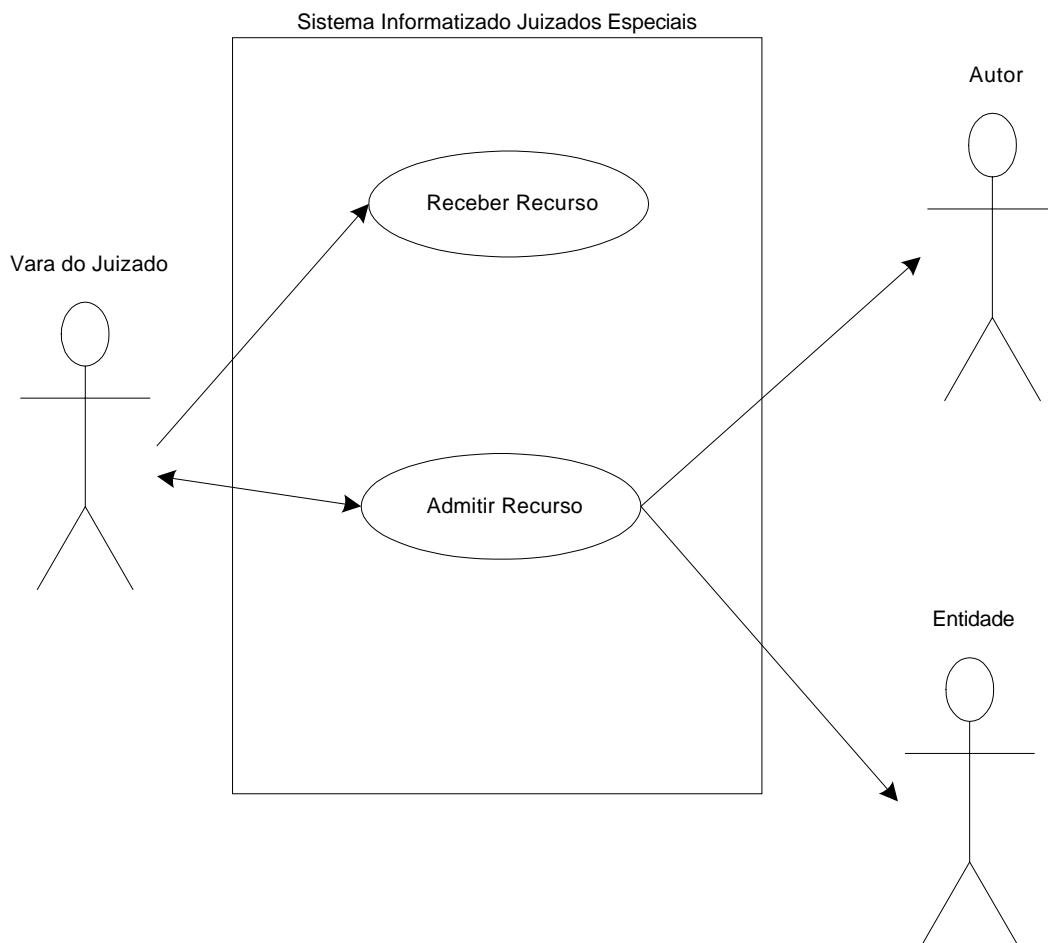 Sistema Informatizado Juizados Especiais
Autor
Receber Recurso
Vara do Juizado
Admitir Recurso
Entidade